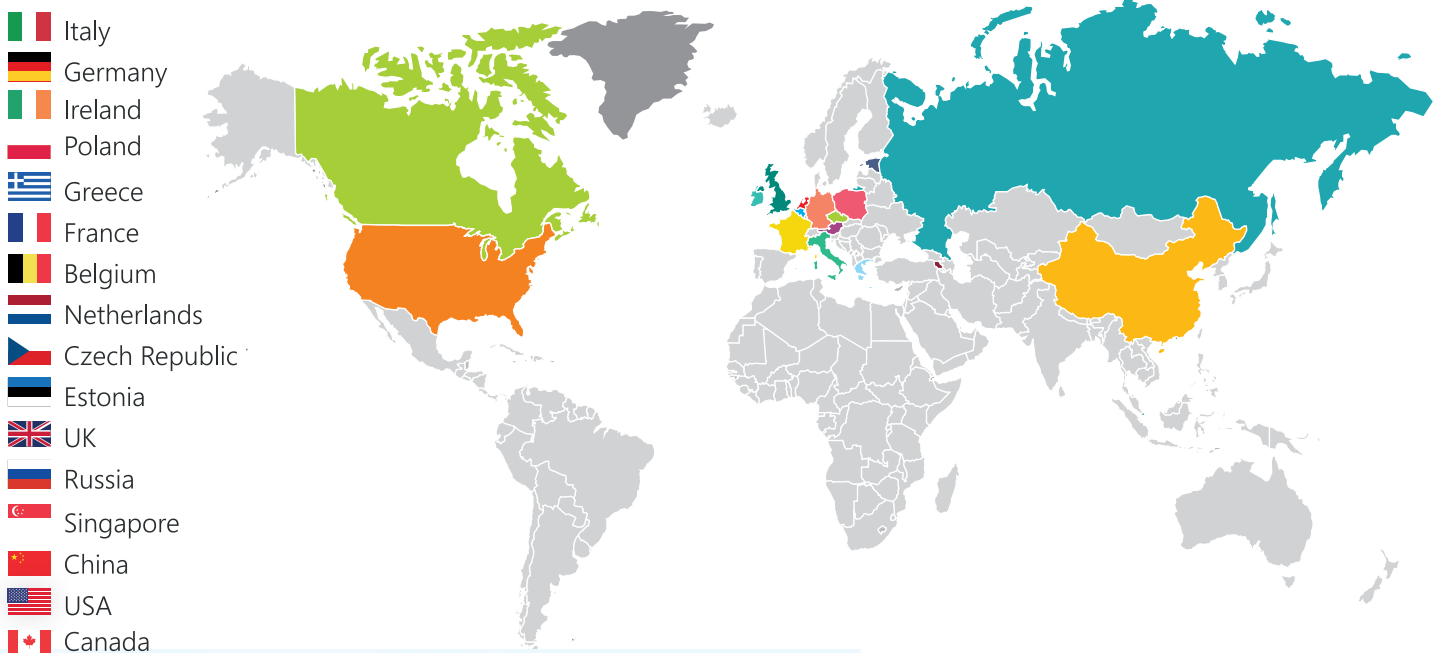 Italy
Germany
Ireland
Poland
Greece
France
Belgium
Netherlands
Czech Republic
Estonia
UK
Russia
Singapore
China
USA
Canada